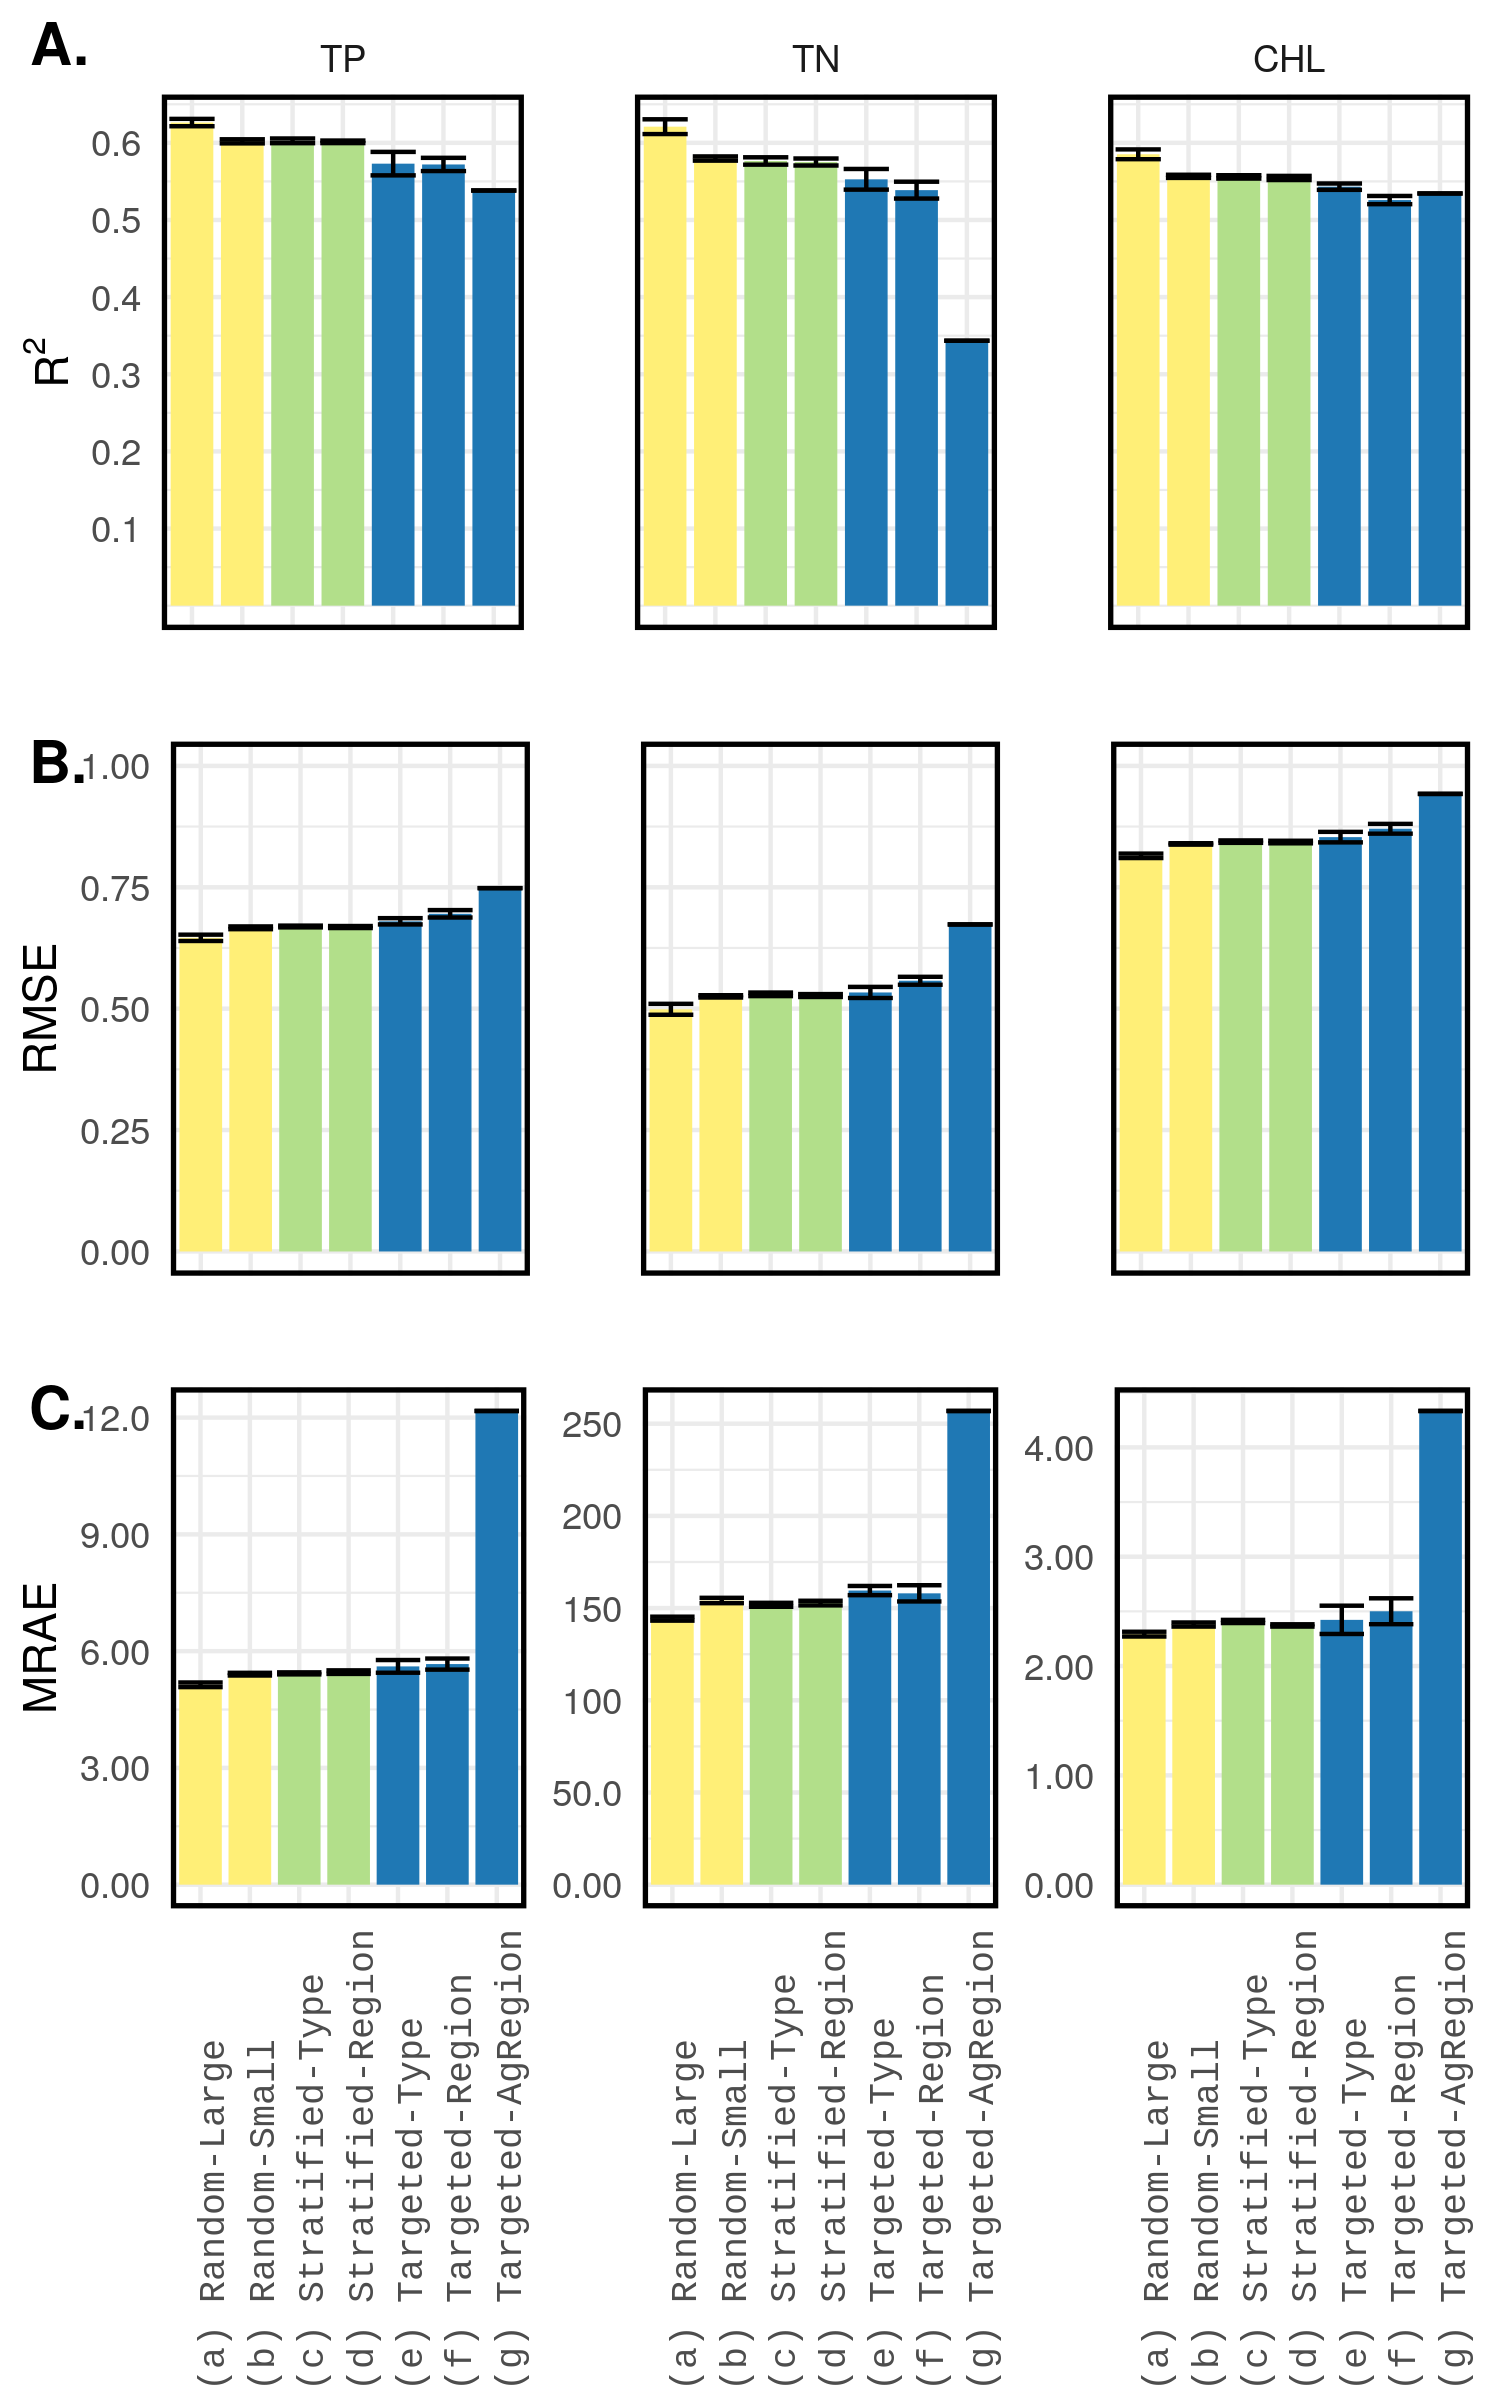 A.
TP
TN
CHL
R²
0.6
0.5
0.4
0.3
0.2
0.1
B.
RMSE
1.00
0.75
0.50
0.25
0.00
C.
MRAE
12.0
9.00
6.00
3.00
0.00
250
200
150
100
50.0
0.00
4.00
3.00
2.00
1.00
0.00
(a) Random-Large
(b) Random-Small
(c) Stratified-Type
(d) Stratified-Region
(e) Targeted-Type
(f) Targeted-Region
(g) Targeted-AgRegion
(a) Random-Large
(b) Random-Small
(c) Stratified-Type
(d) Stratified-Region
(e) Targeted-Type
(f) Targeted-Region
(g) Targeted-AgRegion
(a) Random-Large
(b) Random-Small
(c) Stratified-Type
(d) Stratified-Region
(e) Targeted-Type
(f) Targeted-Region
(g) Targeted-AgRegion